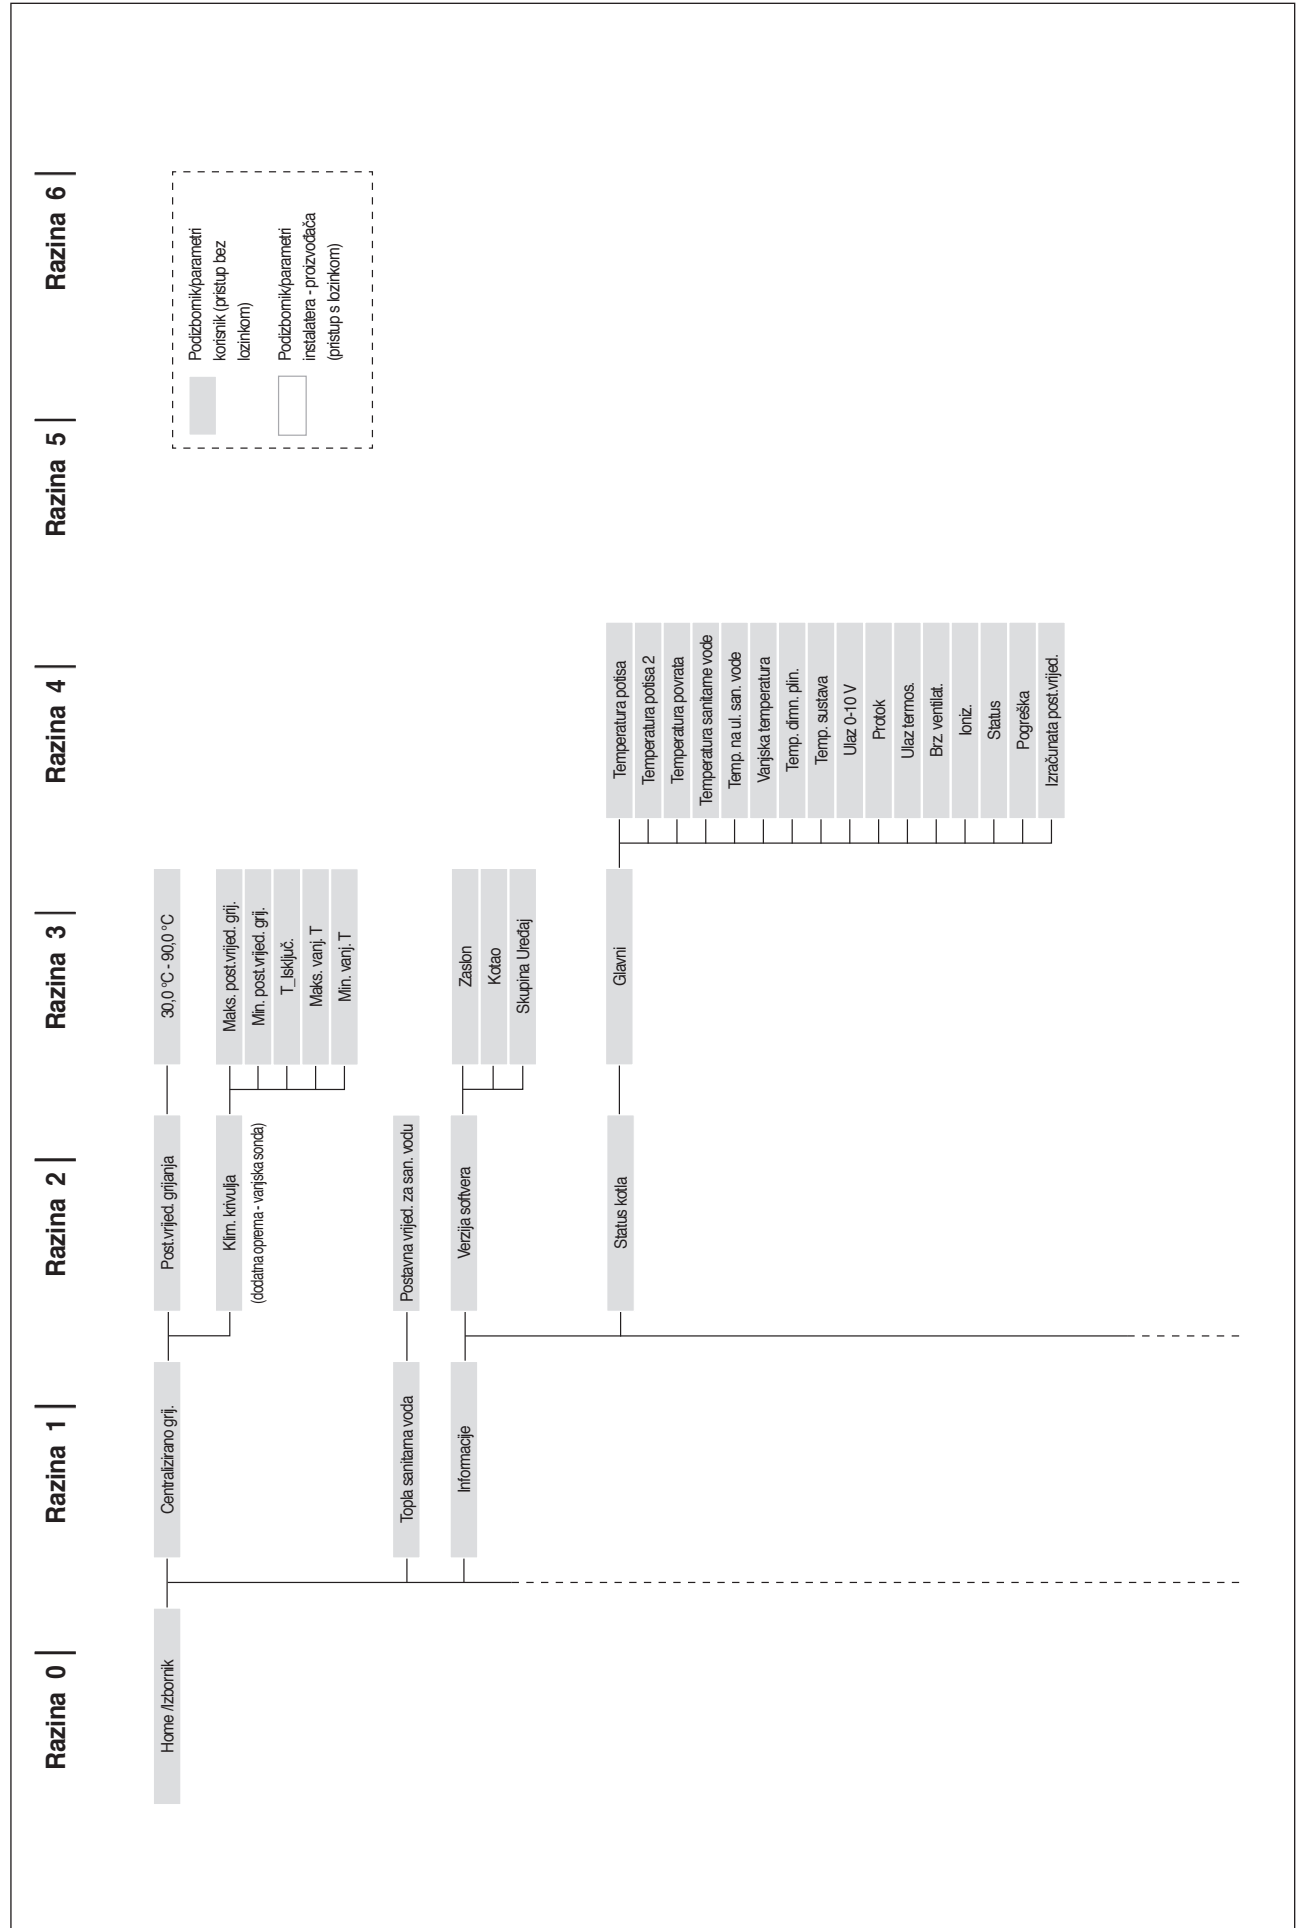 Razina 0
Razina 1
Razina 2
Razina 3
Razina 4
Razina 5
Razina 6
Home /Izbornik
Centralizirano grij.
Post.vrijed. grijanja
30,0 °C - 90,0 °C
Podizbornik/parametri
korisnik (pristup bez
lozinkom)
Podizbornik/parametri
instalatera - proizvođača
(pristup s lozinkom)
Klim. krivulja
(dodatna oprema - vanjska sonda)
Maks. post.vrijed. grij.
Min. post.vrijed. grij.
T_Isključ.
Maks. vanj. T
Min. vanj. T
Topla sanitarna voda
Postavna vrijed. za san. vodu
Informacije
Verzija softvera
Zaslon
Kotao
Skupina Uređaj
Status kotla
Glavni
Temperatura potisa
Temperatura potisa 2
Temperatura povrata
Temperatura sanitarne vode
Temp. na ul. san. vode
Vanjska temperatura
Temp. dimn. plin.
Temp. sustava
Ulaz 0-10 V
Protok
Ulaz termos.
Brz. ventilat.
Ioniz.
Status
Pogreška
Izračunata post.vrijed.